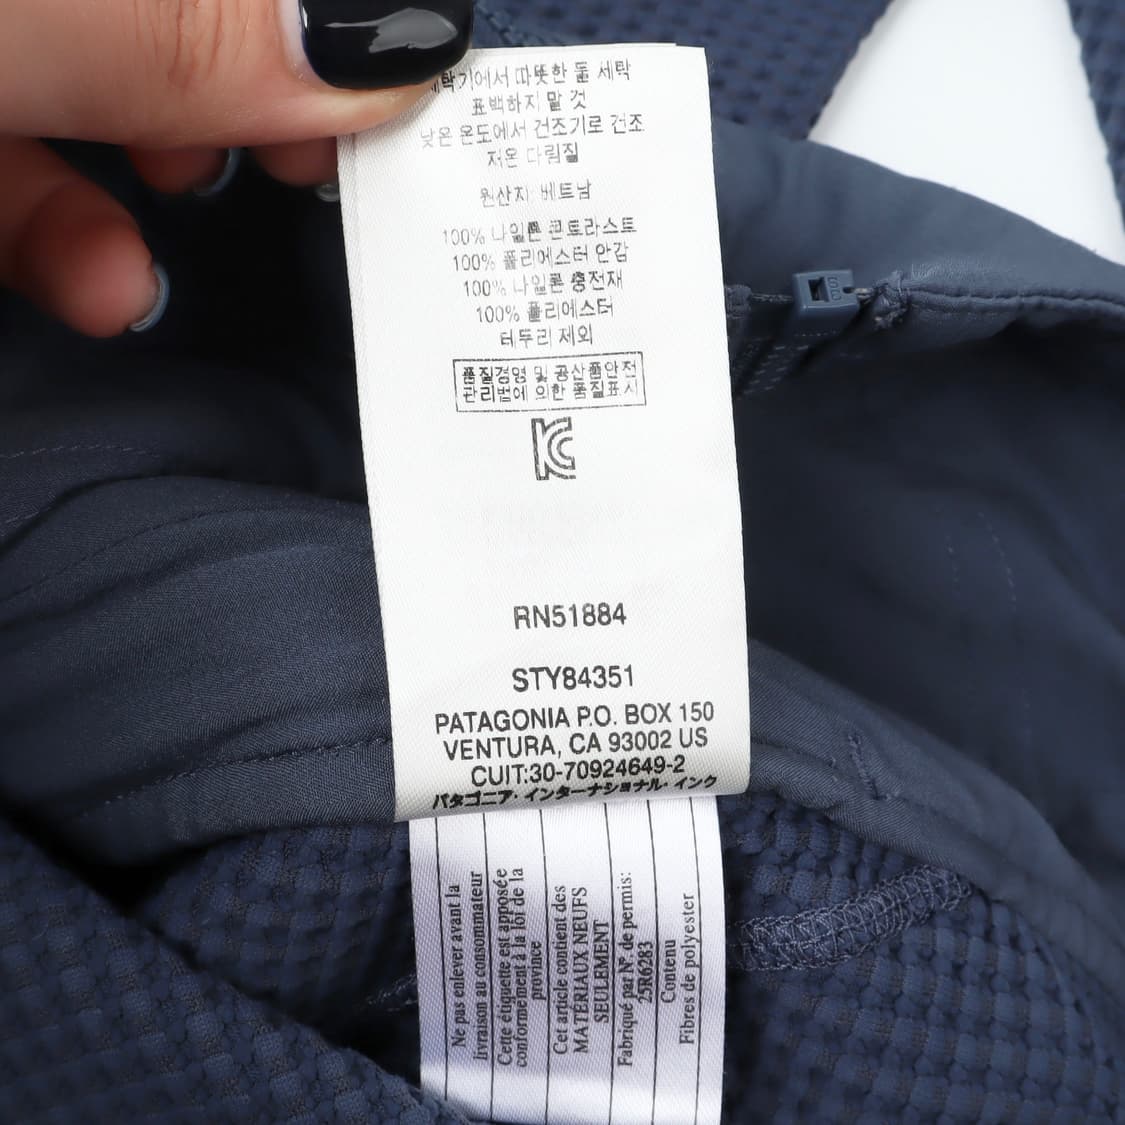 세탁기에서 따뜻한 물 세탁
표백하지 말 것
낮은 온도에서 건조기로 건조
저온 다림질
원산지: 베트남
100% 나일론 콘트라스트
100% 폴리에스터 안감
100% 나일론 충전재
100% 폴리에스터
테두리 제외
품질경영 및 공산품안전
관리법에 의한 품질표시
RN51884
STY84351
PATAGONIA P.O. BOX 150
VENTURA, CA 93002 US
CUIT:30-70924649-2
パタゴニア・インターナショナル・インク
Ne pas enlever avant la
livraison au consommateur
Cette étiquette est apposée
conformément à la loi de la
province
Cet article contient des
MATÉRIAUX NEUFS
SEULEMENT
Fabriqué par Nº. de permis:
25R6283
Contenu
Fibres de polyester